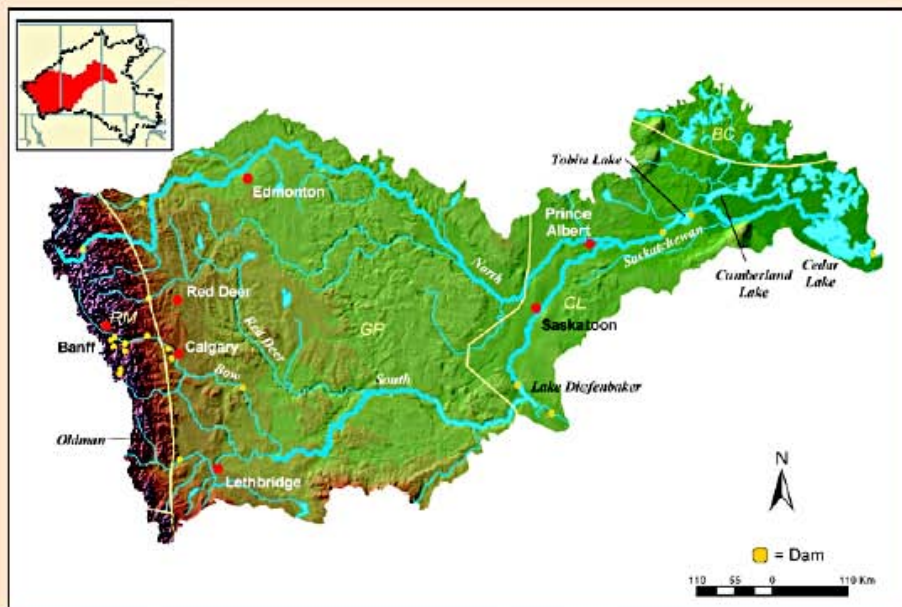 BC
Tobin Lake
Edmonton
Prince
Albert
Saskatchewan
North
Cumberland
Lake
Cedar
Lake
Red Deer
CL
RM
Saskatoon
GP
Banff
Calgary
Red Deer
Bow
South
Lake Diefenbaker
Oldman
Lethbridge
N
= Dam
110 55 0 110 Km